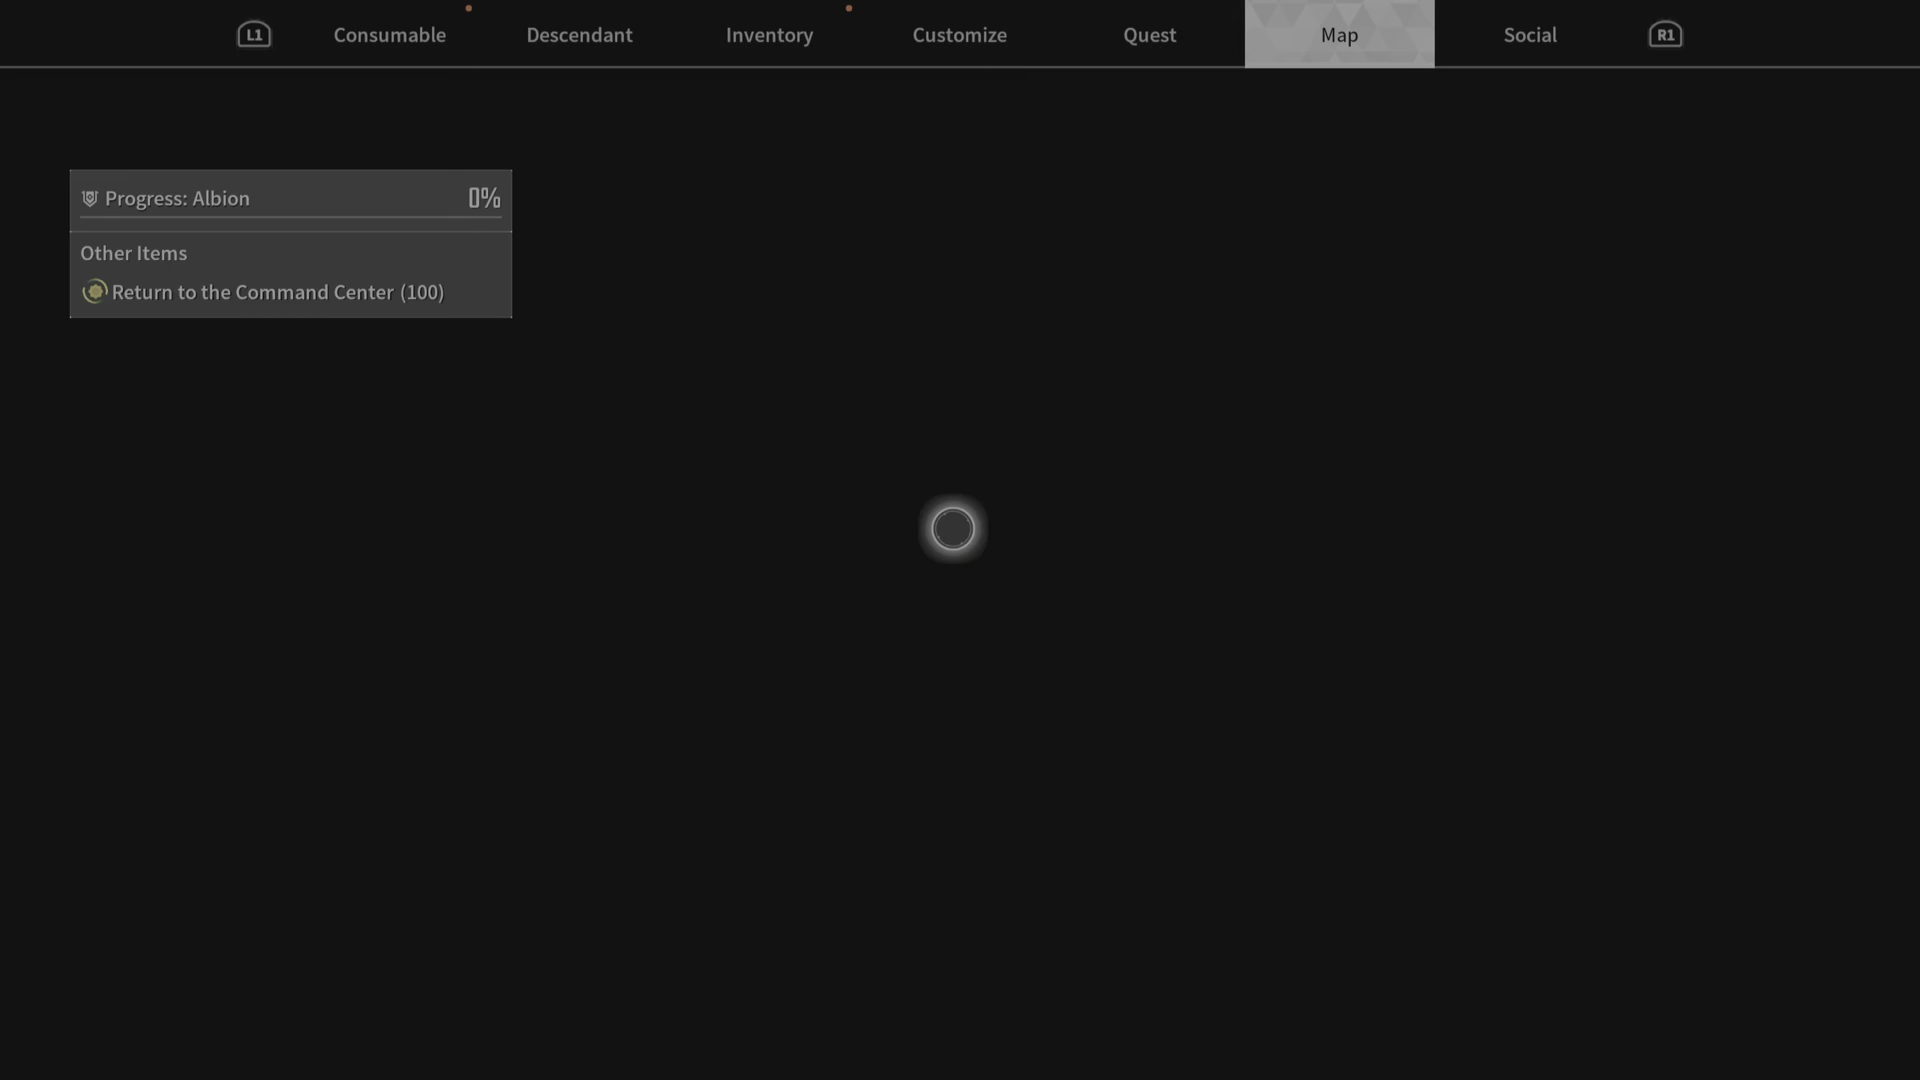 L1 Consumable Descendant Inventory Customize Quest Map Social R1
Progress: Albion 0%
Other Items
Return to the Command Center (100)